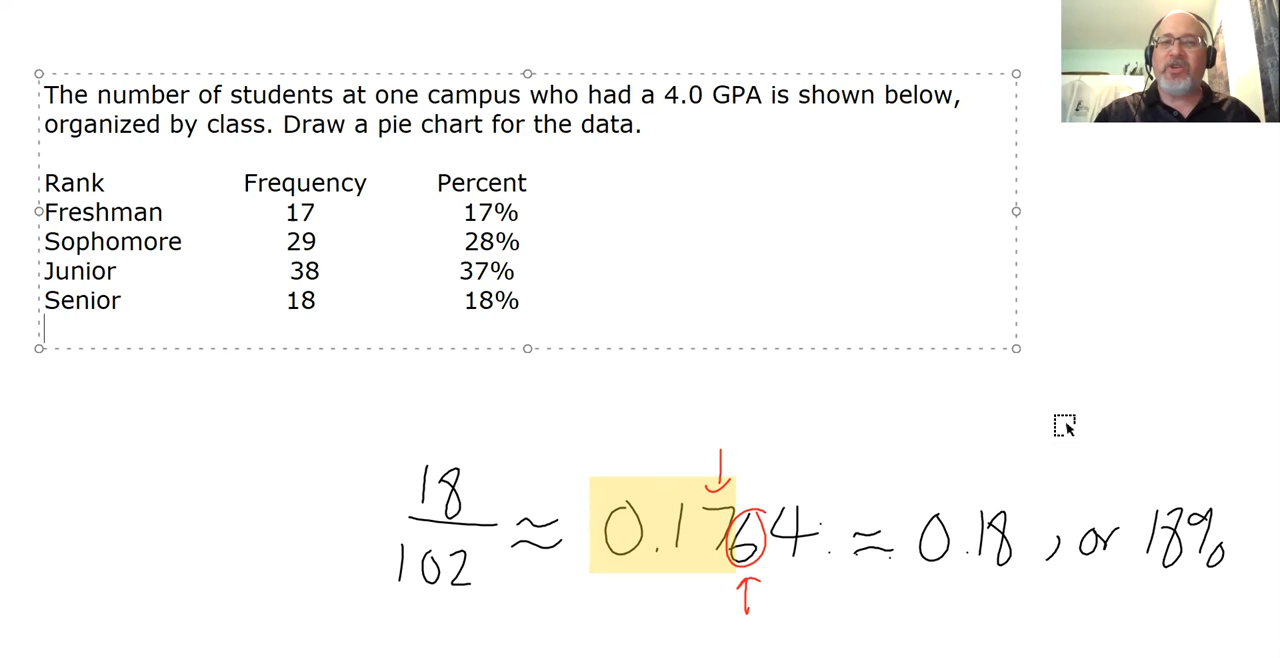 The number of students at one campus who had a 4.0 GPA is shown below,
organized by class. Draw a pie chart for the data.
Rank Frequency Percent
Freshman 17 17%
Sophomore 29 28%
Junior 38 37%
Senior 18 18%
18
102 ≈ 0.1764.. ≈ 0.18, or 18%